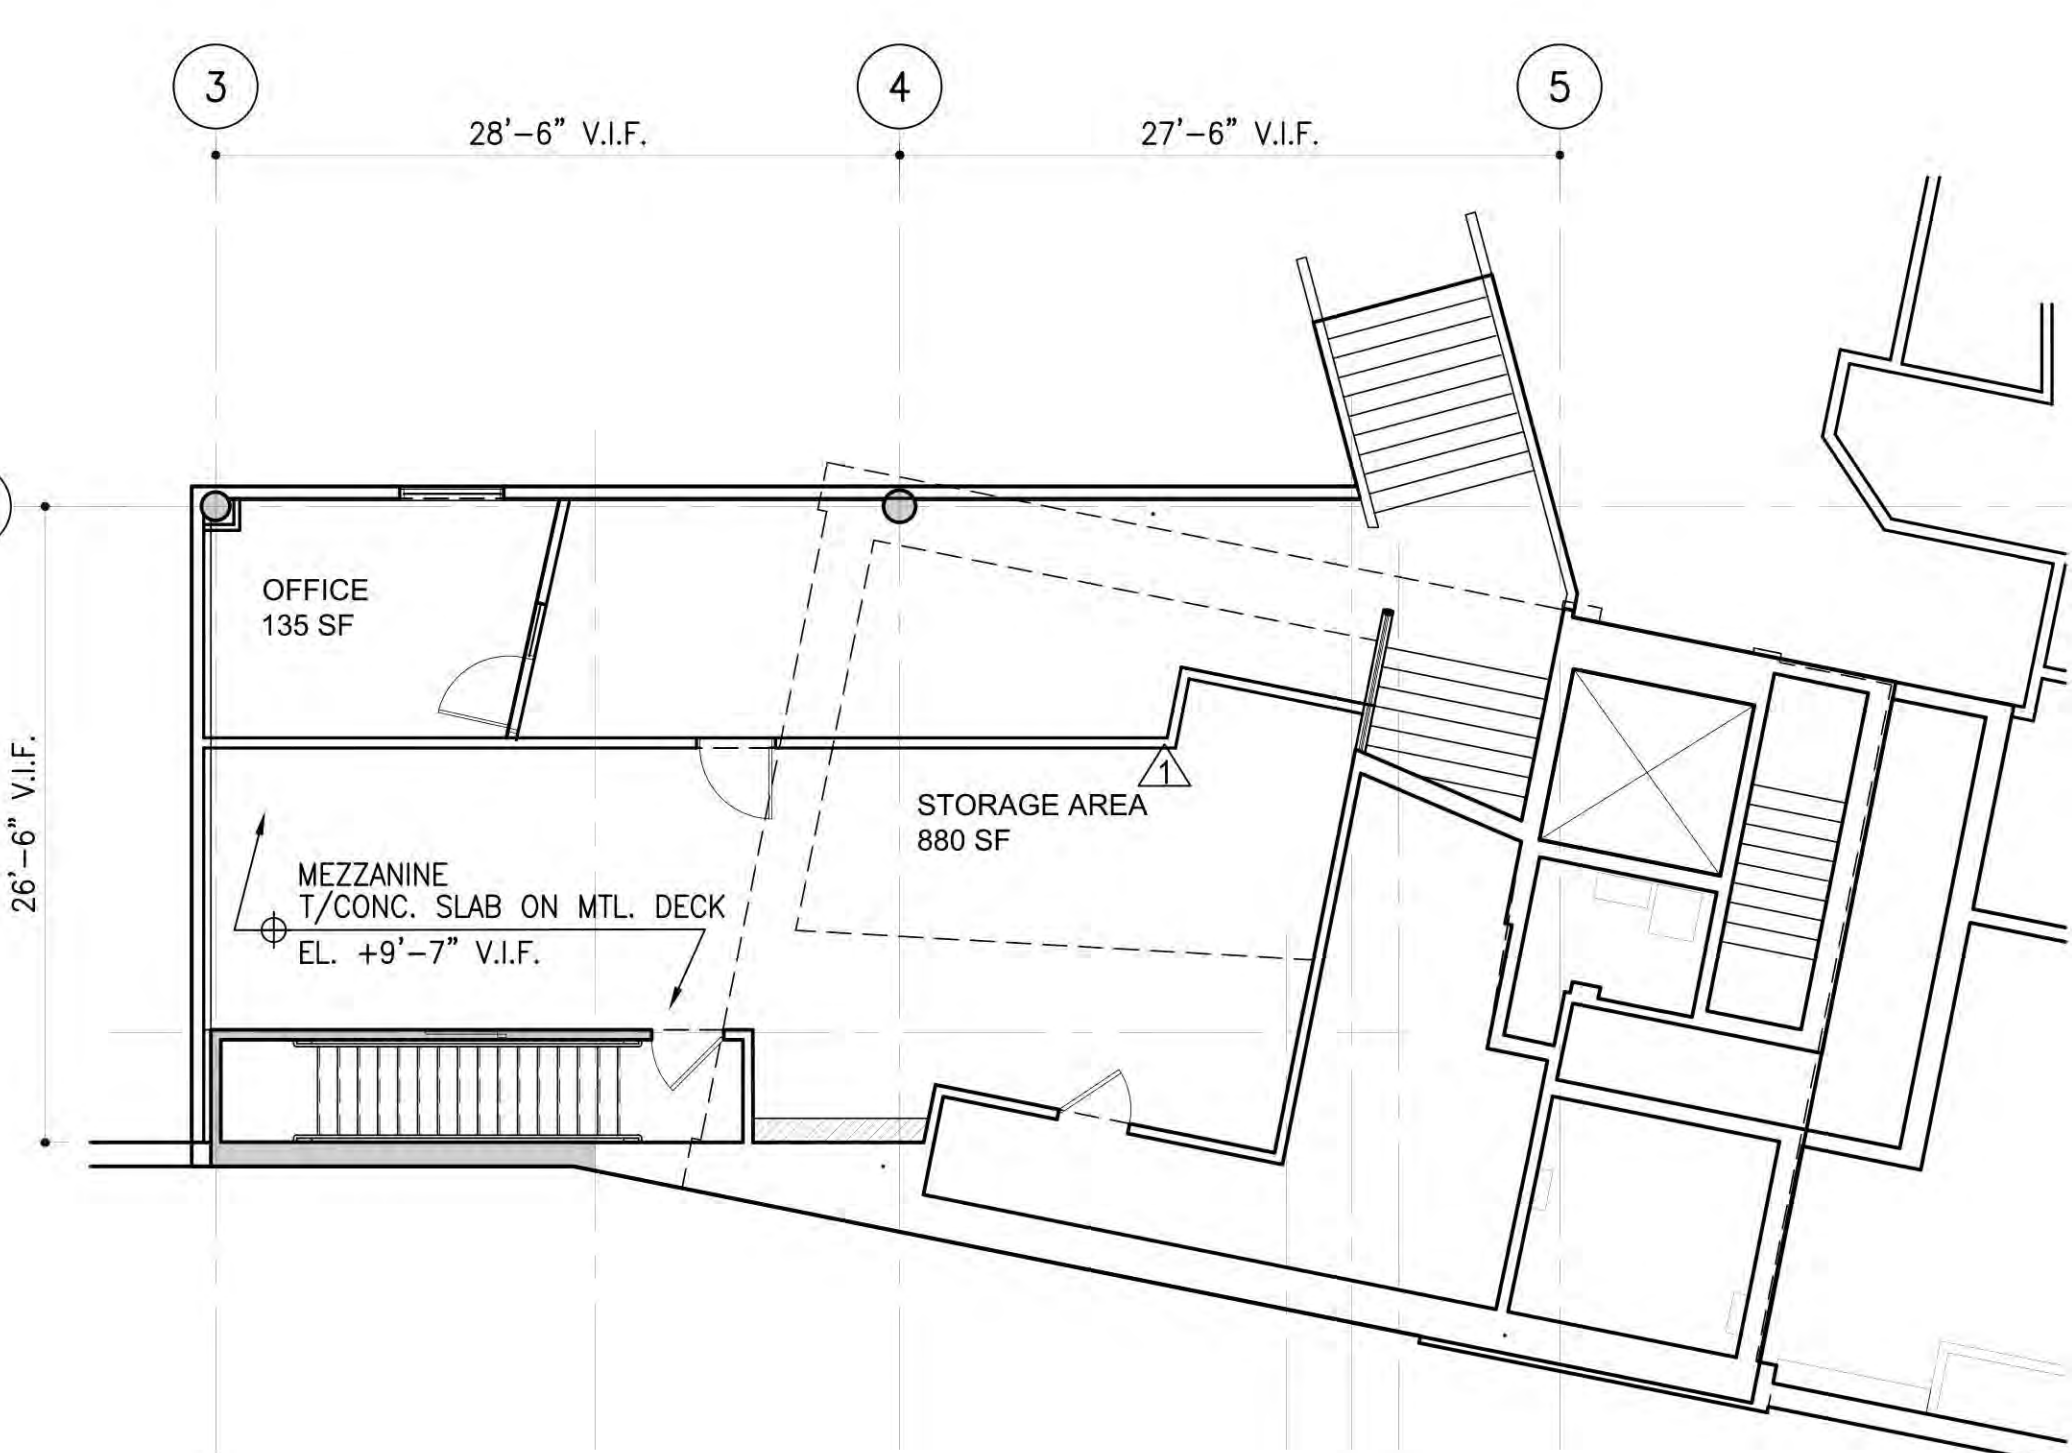 3
4
5
28'-6" V.I.F.
27'-6" V.I.F.
OFFICE
135 SF
26'-6" V.I.F.
1
STORAGE AREA
880 SF
MEZZANINE
T/CONC. SLAB ON MTL. DECK
EL. +9'-7" V.I.F.